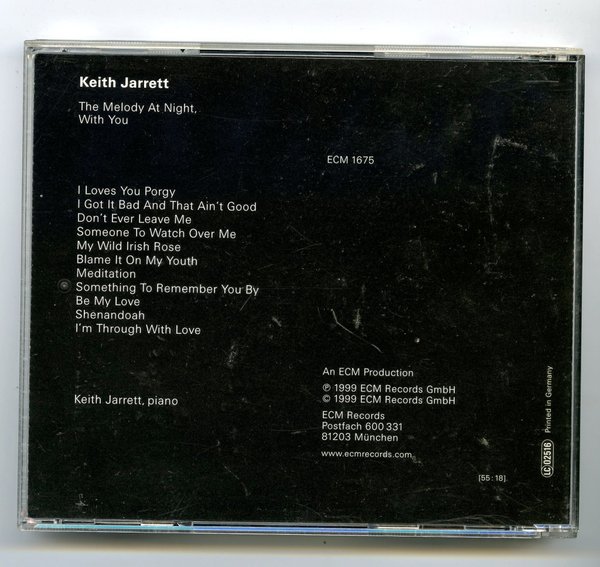 Keith Jarrett
The Melody At Night,
With You
ECM 1675
I Loves You Porgy
I Got It Bad And That Ain't Good
Don't Ever Leave Me
Someone To Watch Over Me
My Wild Irish Rose
Blame It On My Youth
Meditation
Something To Remember You By
Be My Love
Shenandoah
I'm Through With Love
Keith Jarrett, piano
An ECM Production
℗ 1999 ECM Records GmbH
© 1999 ECM Records GmbH
ECM Records
Postfach 600 331
81203 München
www.ecmrecords.com
[55:18]
LC 02516
Printed in Germany